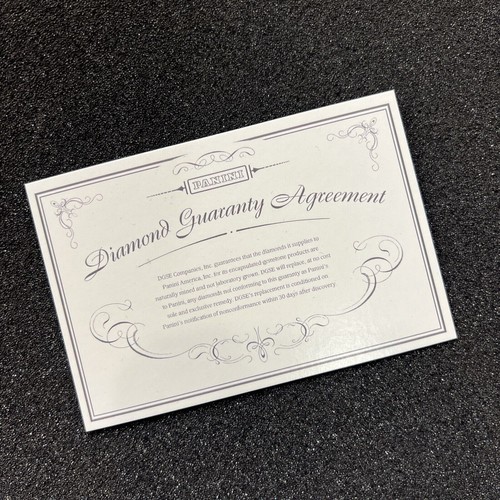 PANINI
Diamond Guaranty Agreement
DGSE Companies, Inc. guarantees that the diamonds it supplies to
Panini America, Inc. for its encapsulated gemstone products are
naturally mined and not laboratory grown. DGSE will replace, at no cost
to Panini, any diamonds not conforming to this guaranty as Panini's
sole and exclusive remedy. DGSE's replacement is conditioned on
Panini's notification of nonconformance within 30 days after discovery.